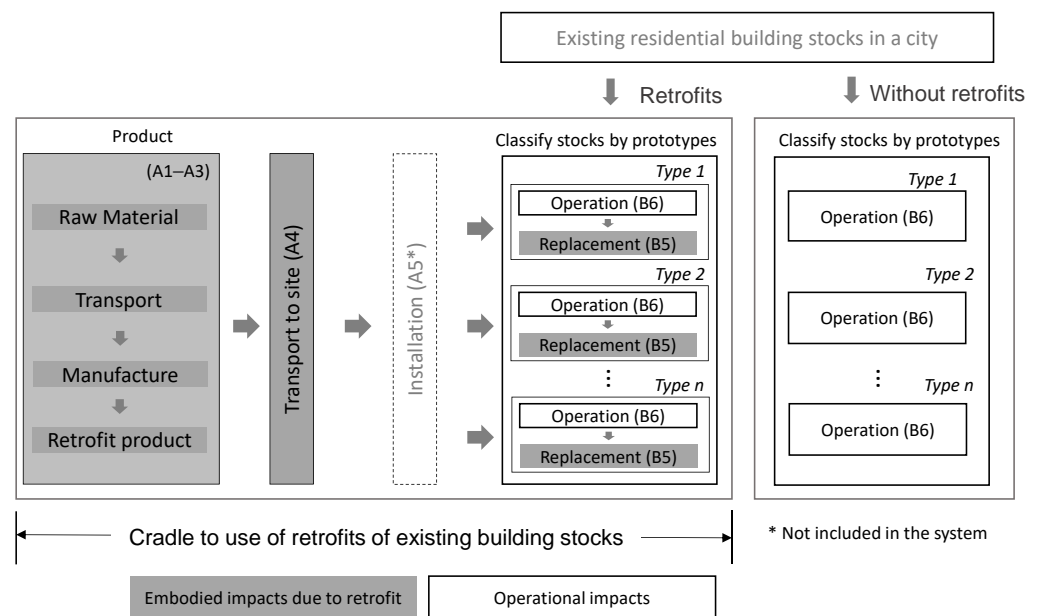 Existing residential building stocks in a city
Retrofits
Without retrofits
Product
(A1–A3)
Raw Material
Transport
Manufacture
Retrofit product
Transport to site (A4)
Installation (A5*)
Classify stocks by prototypes
Type 1
Operation (B6)
Replacement (B5)
Type 2
Operation (B6)
Replacement (B5)
⋮
Type n
Operation (B6)
Replacement (B5)
Classify stocks by prototypes
Type 1
Operation (B6)
Type 2
Operation (B6)
⋮
Type n
Operation (B6)
Cradle to use of retrofits of existing building stocks
* Not included in the system
Embodied impacts due to retrofit
Operational impacts